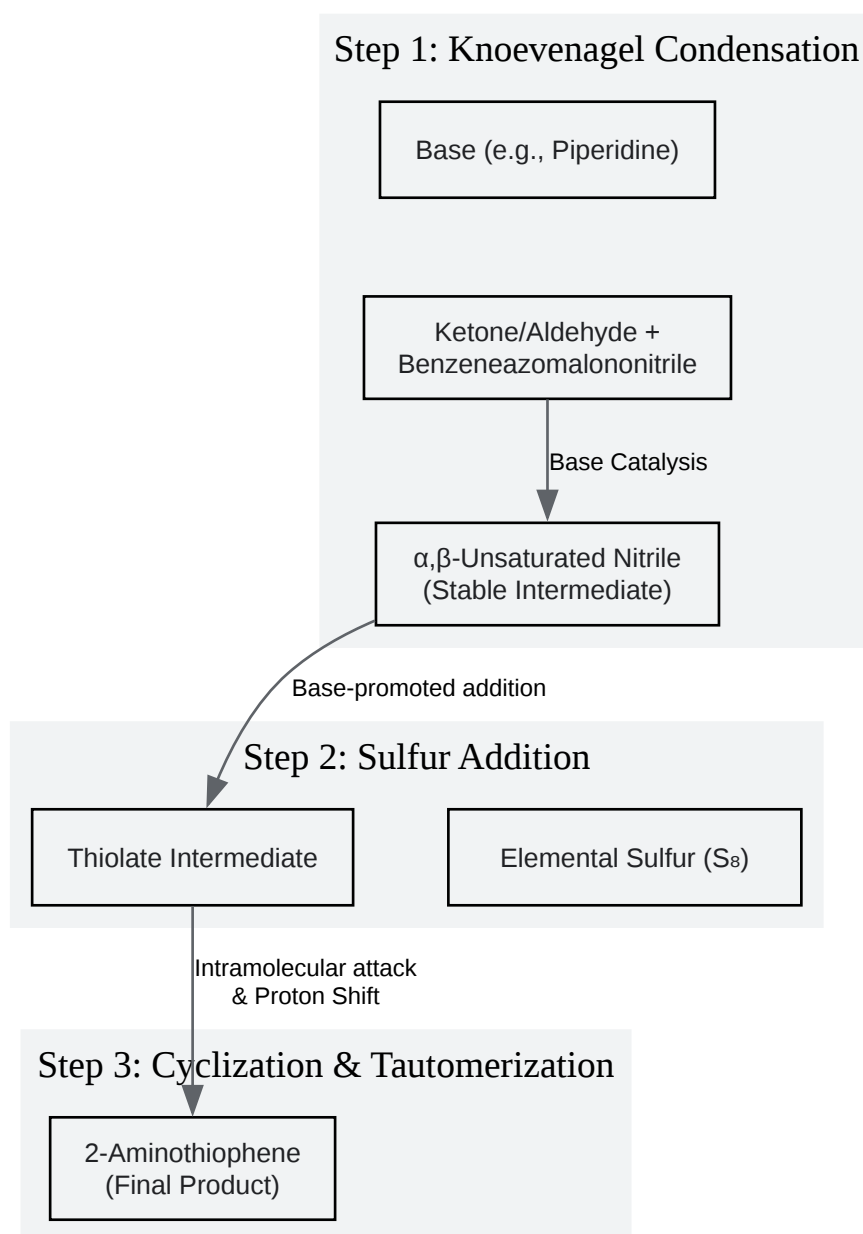 Step 1: Knoevenagel Condensation
Base (e.g., Piperidine)
Ketone/Aldehyde +
Benzeneazomalononitrile
Base Catalysis
α,β-Unsaturated Nitrile
(Stable Intermediate)
Base-promoted addition
Step 2: Sulfur Addition
Thiolate Intermediate
Elemental Sulfur (S₈)
Intramolecular attack
& Proton Shift
Step 3: Cyclization & Tautomerization
2-Aminothiophene
(Final Product)